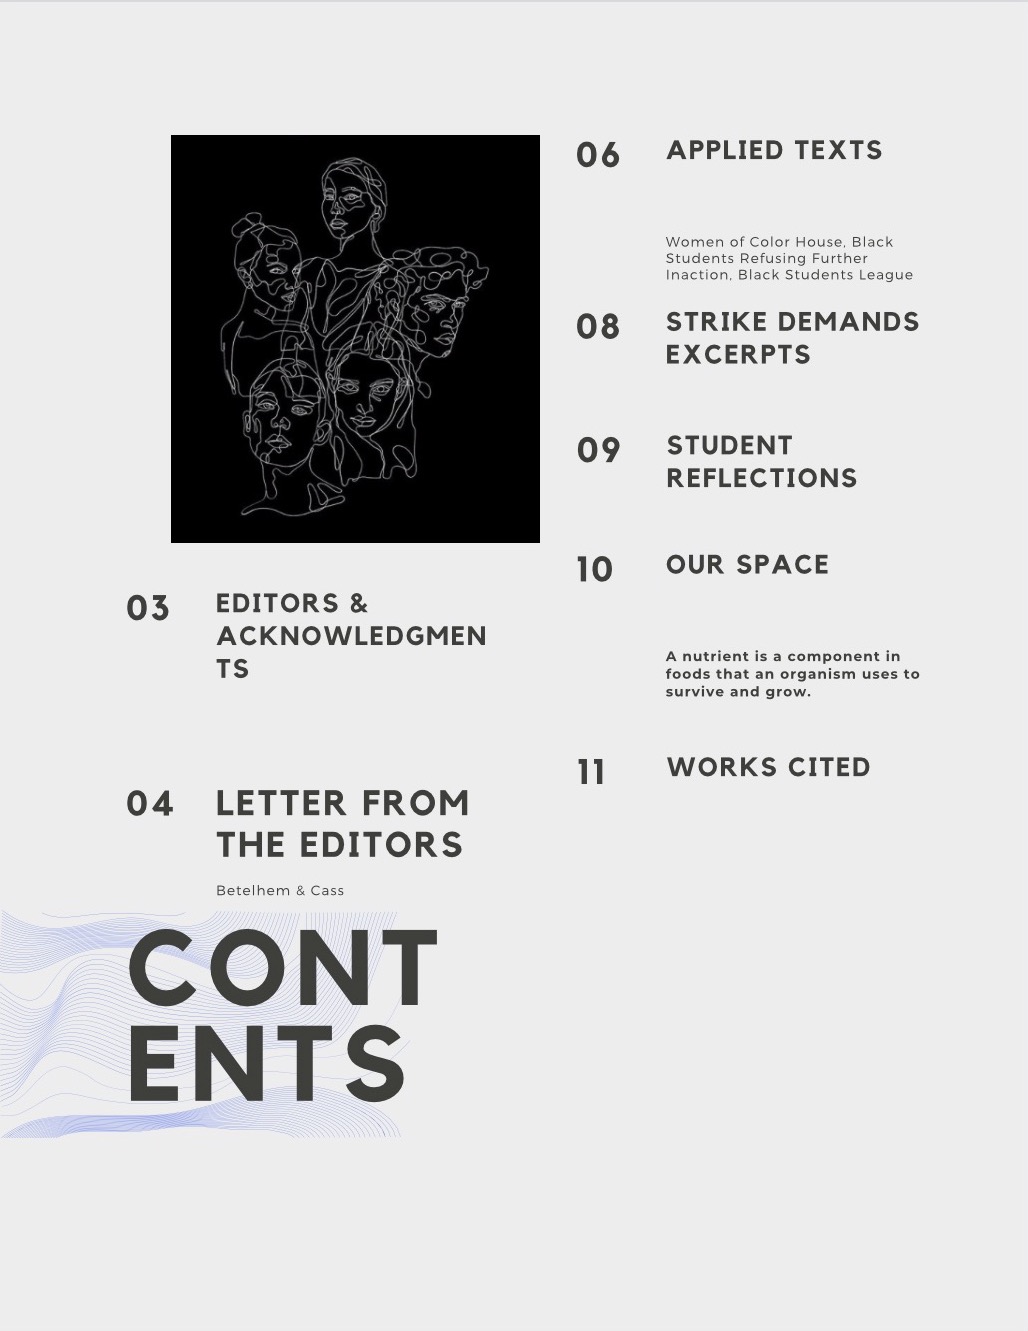 03
EDITORS &
ACKNOWLEDGMEN
TS
04
LETTER FROM
THE EDITORS
Betelhem & Cass
CONT
ENTS
06
APPLIED TEXTS
Women of Color House, Black
Students Refusing Further
Inaction, Black Students League
08
STRIKE DEMANDS
EXCERPTS
09
STUDENT
REFLECTIONS
10
OUR SPACE
A nutrient is a component in
foods that an organism uses to
survive and grow.
11
WORKS CITED